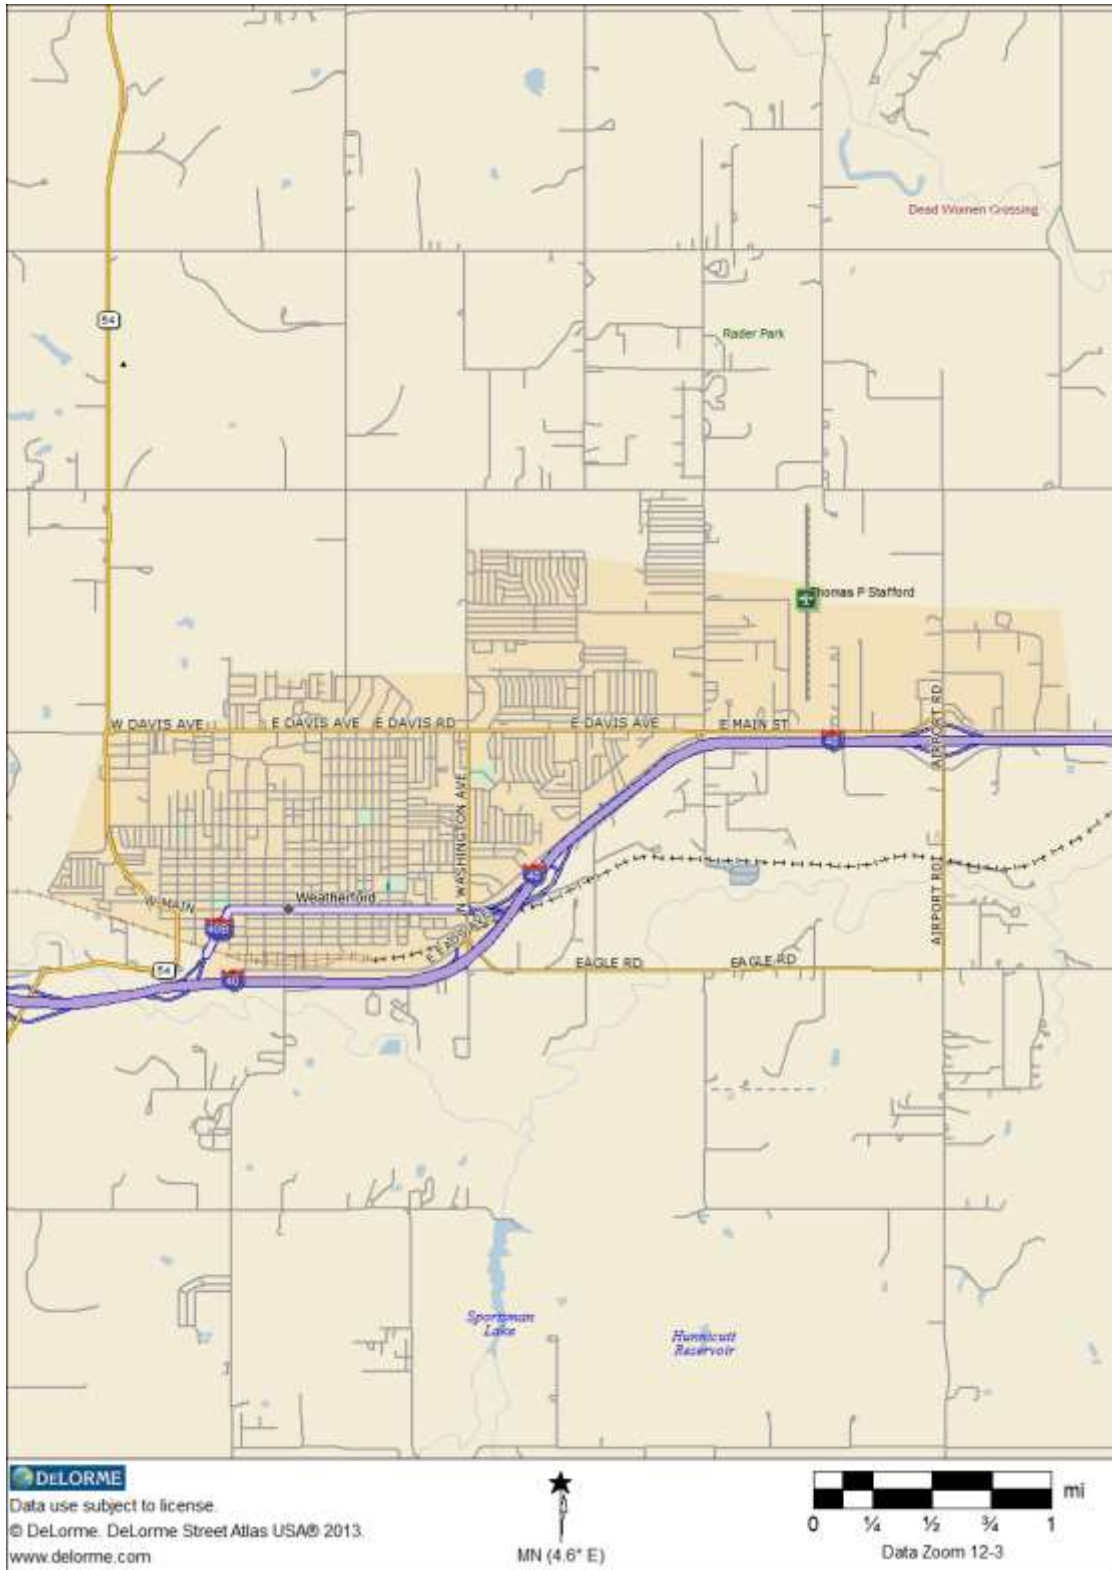 Dead Women Crossing
54
Rader Park
Thomas P Stafford
W DAVIS AVE
E DAVIS AVE
E DAVIS RD
E DAVIS AVE
E MAIN ST
40
AIRPORT RD
N WASHINGTON AVE
40
W MAIN
Weatherford
40B
AIRPORT RD
54
EAGLE RD
EAGLE RD
40
Sportsman
Lake
Hunnicutt
Reservoir
DELORME
Data use subject to license.
© DeLorme. DeLorme Street Atlas USA® 2013.
www.delorme.com
MN (4.6° E)
mi
0 ¼ ½ ¾ 1
Data Zoom 12-3